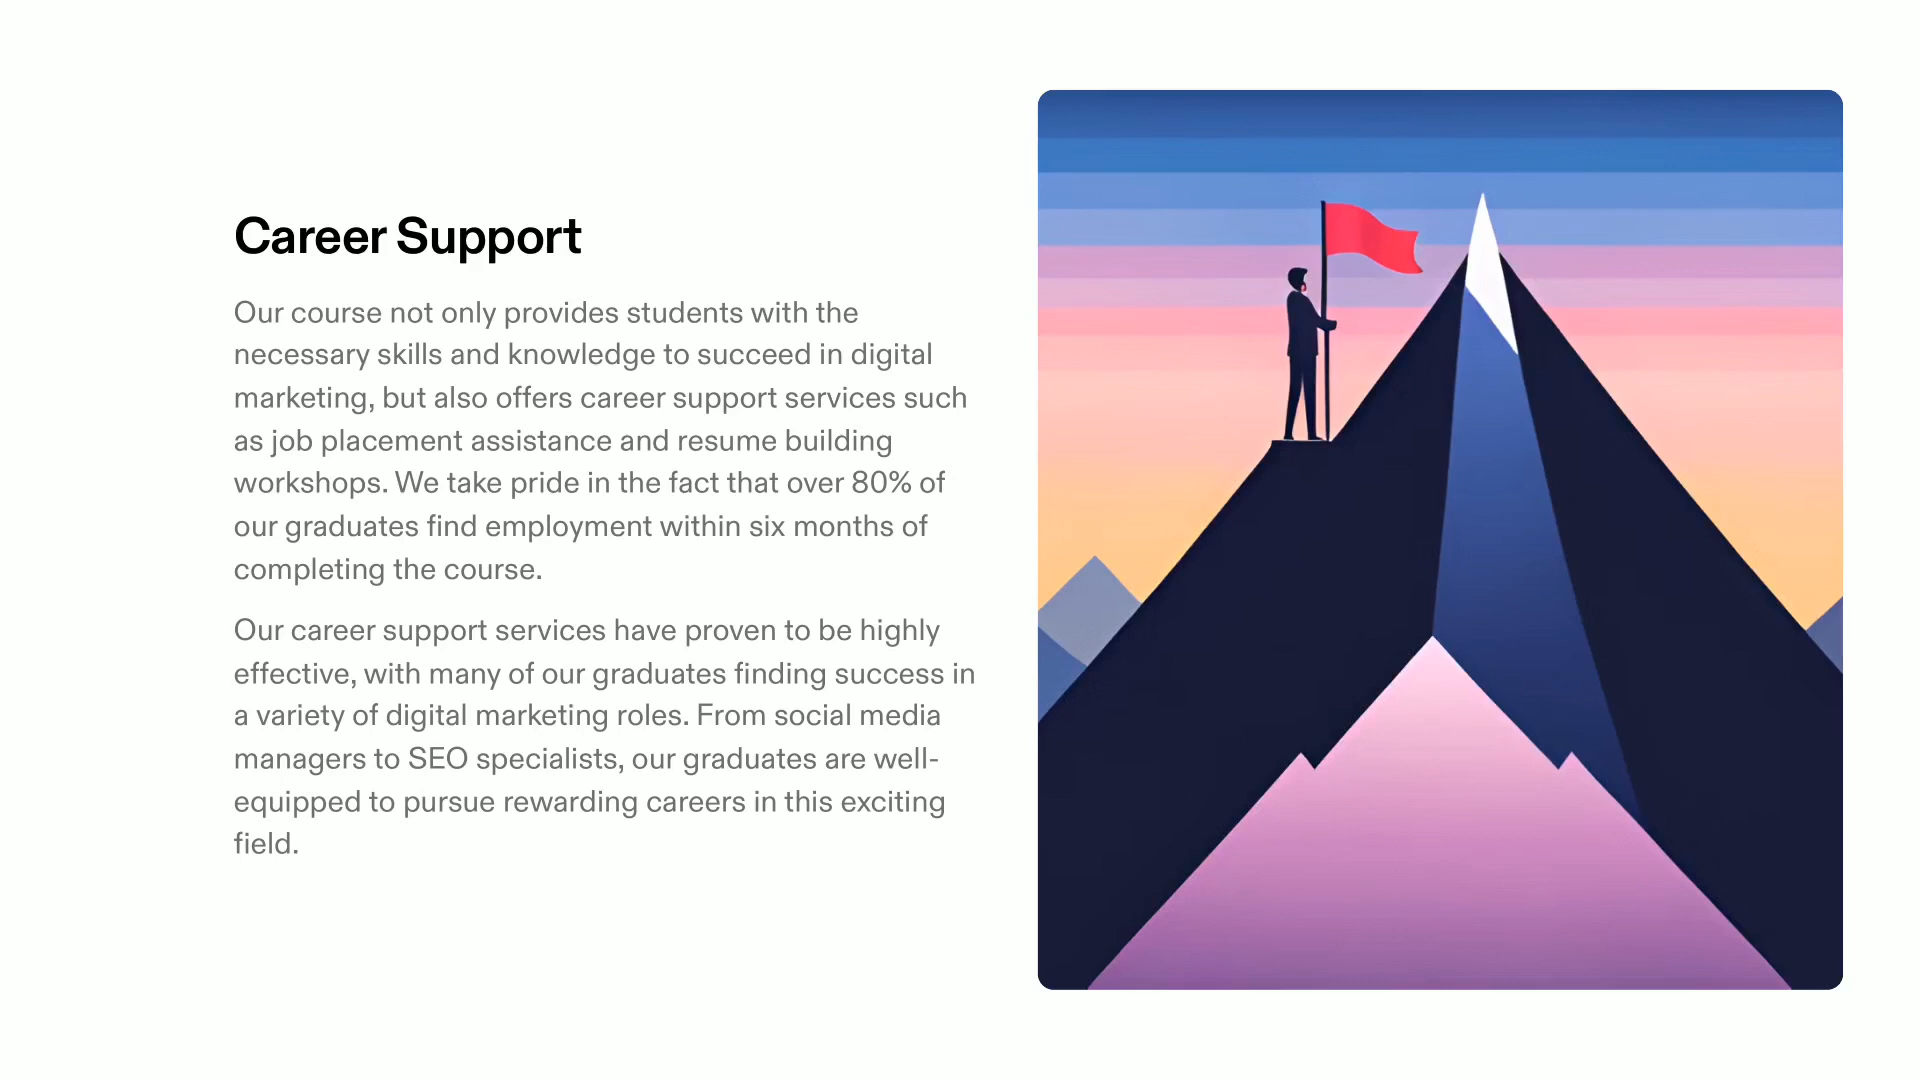 Career Support
Our course not only provides students with the
necessary skills and knowledge to succeed in digital
marketing, but also offers career support services such
as job placement assistance and resume building
workshops. We take pride in the fact that over 80% of
our graduates find employment within six months of
completing the course.
Our career support services have proven to be highly
effective, with many of our graduates finding success in
a variety of digital marketing roles. From social media
managers to SEO specialists, our graduates are well-
equipped to pursue rewarding careers in this exciting
field.